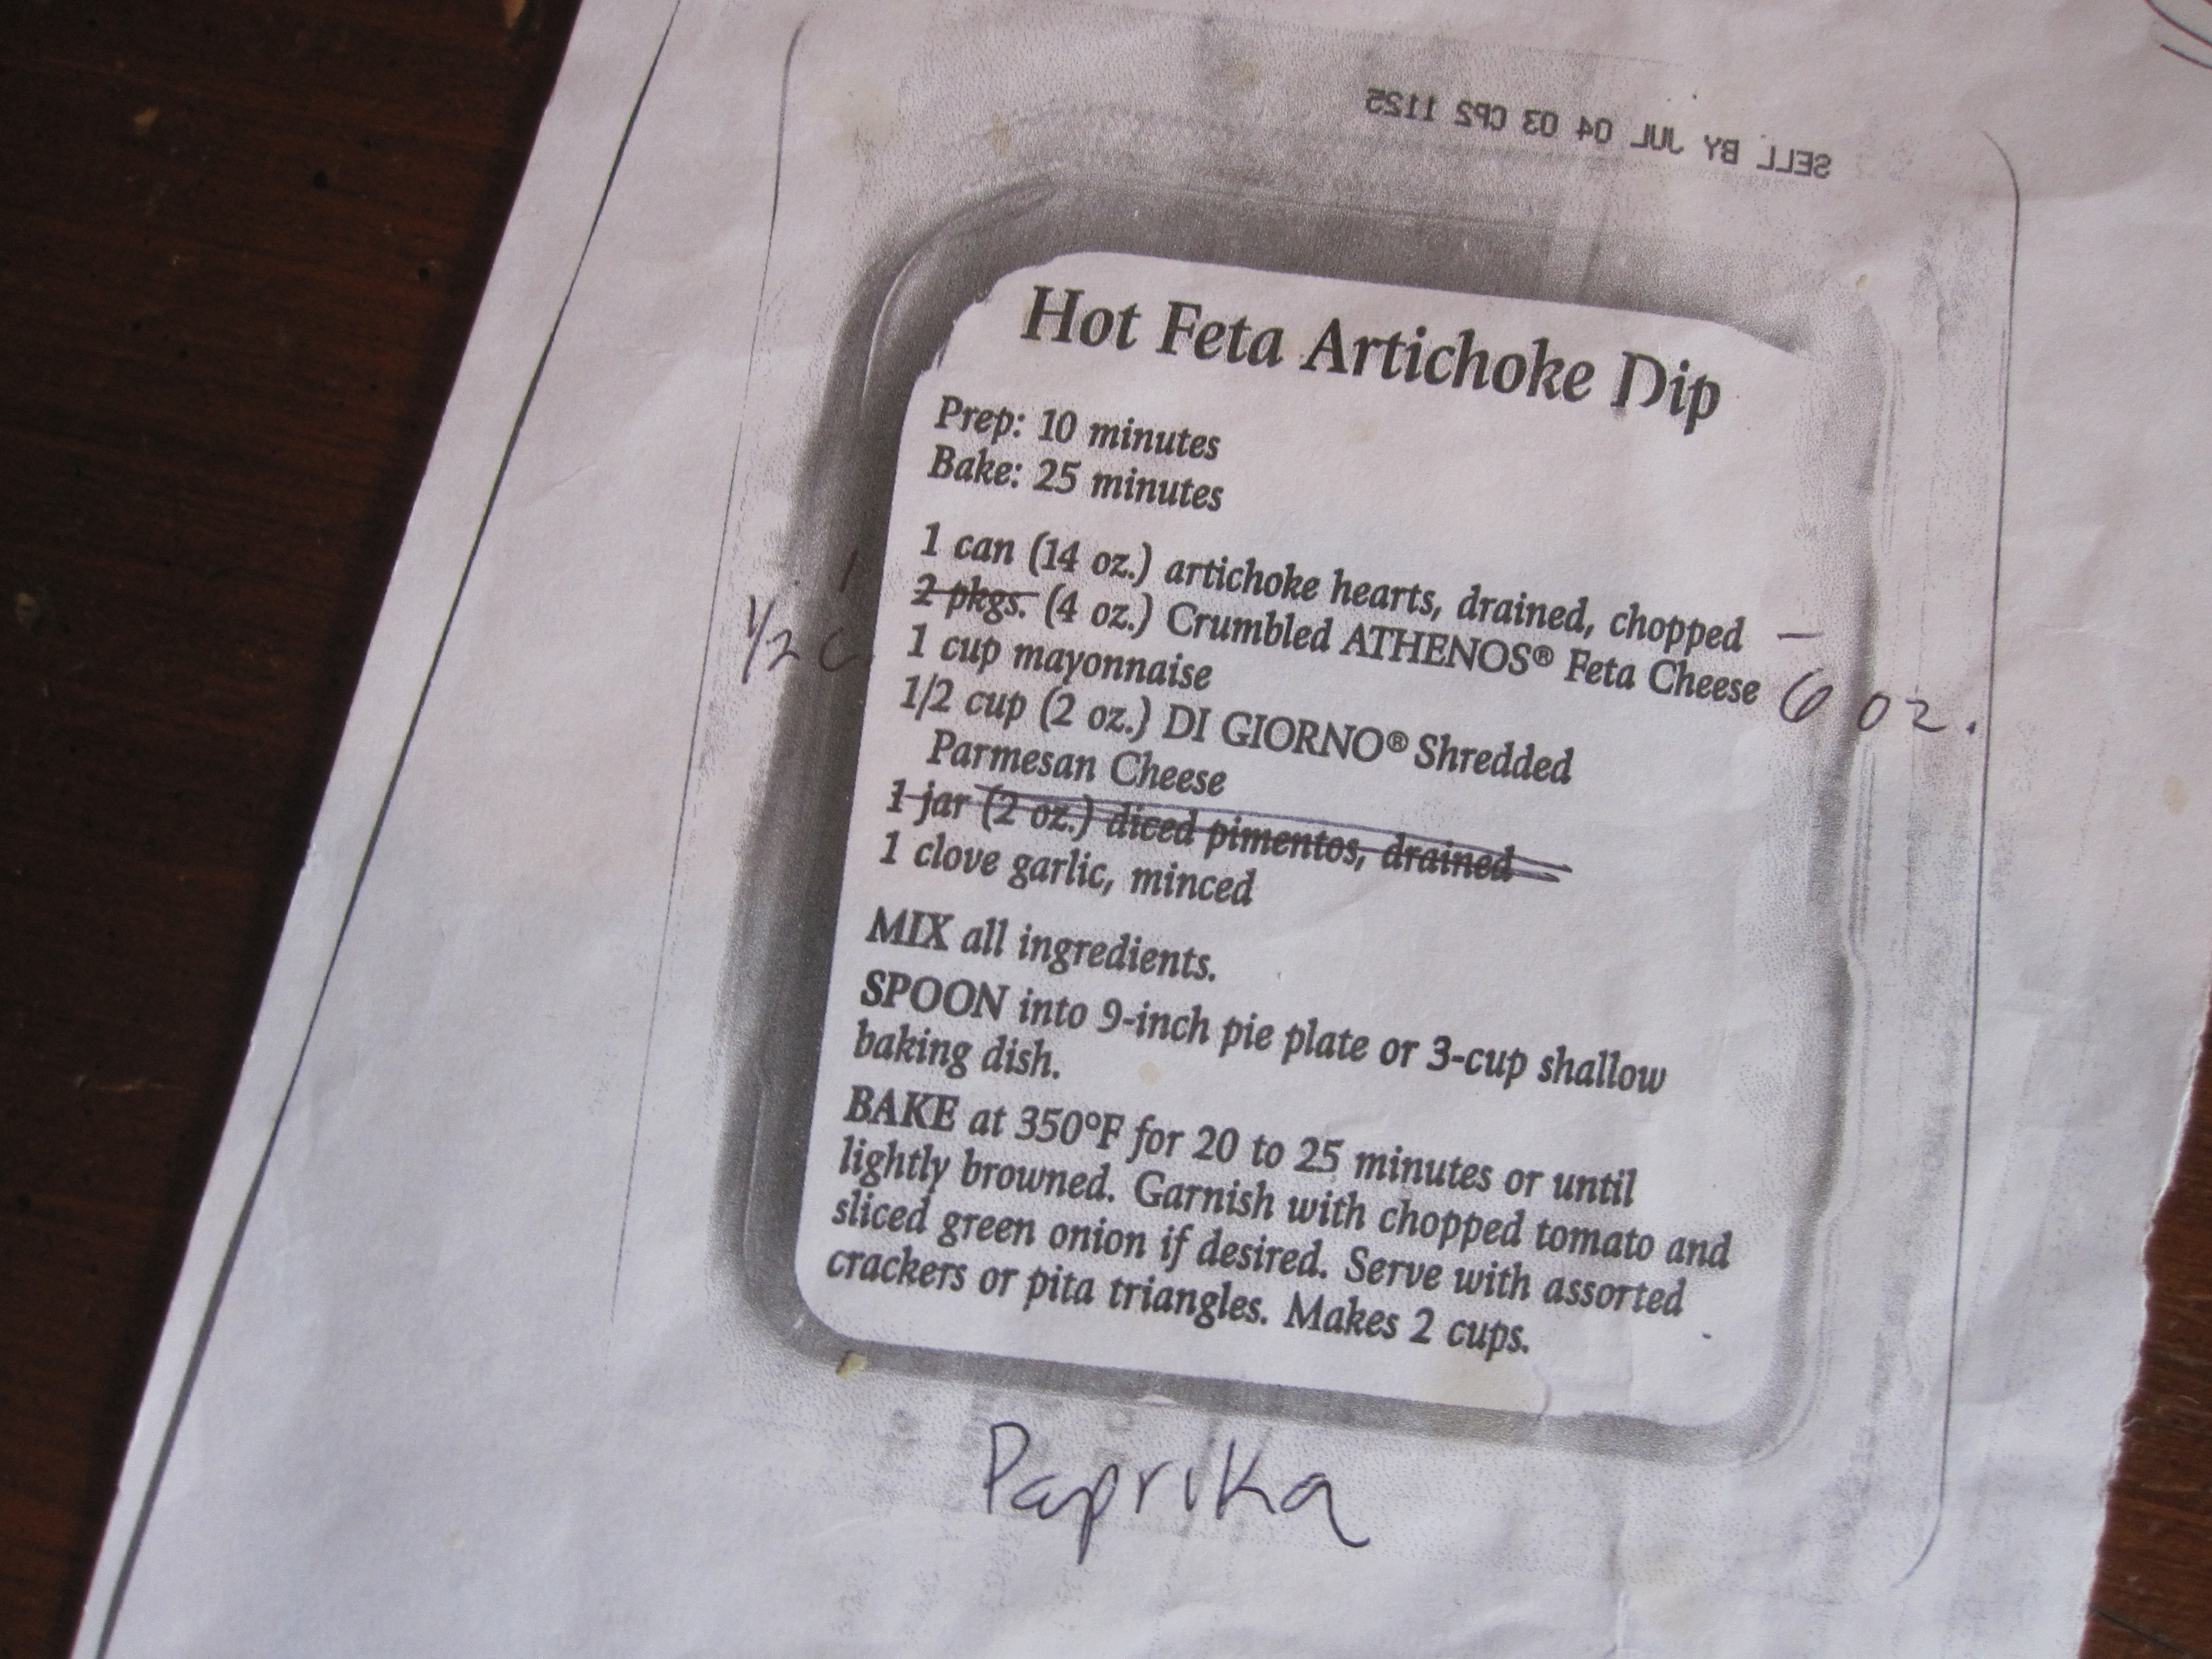 SELL BY JUL 04 03 CP2 1125
Hot Feta Artichoke Dip
Prep: 10 minutes
Bake: 25 minutes
1 can (14 oz.) artichoke hearts, drained, chopped –
1
2 pkgs. (4 oz.) Crumbled ATHENOS® Feta Cheese 6 oz.
1/2 c 1 cup mayonnaise
1/2 cup (2 oz.) DI GIORNO® Shredded
Parmesan Cheese
1 jar (2 oz.) diced pimentos, drained
1 clove garlic, minced
MIX all ingredients.
SPOON into 9-inch pie plate or 3-cup shallow
baking dish.
BAKE at 350°F for 20 to 25 minutes or until
lightly browned. Garnish with chopped tomato and
sliced green onion if desired. Serve with assorted
crackers or pita triangles. Makes 2 cups.
Paprika